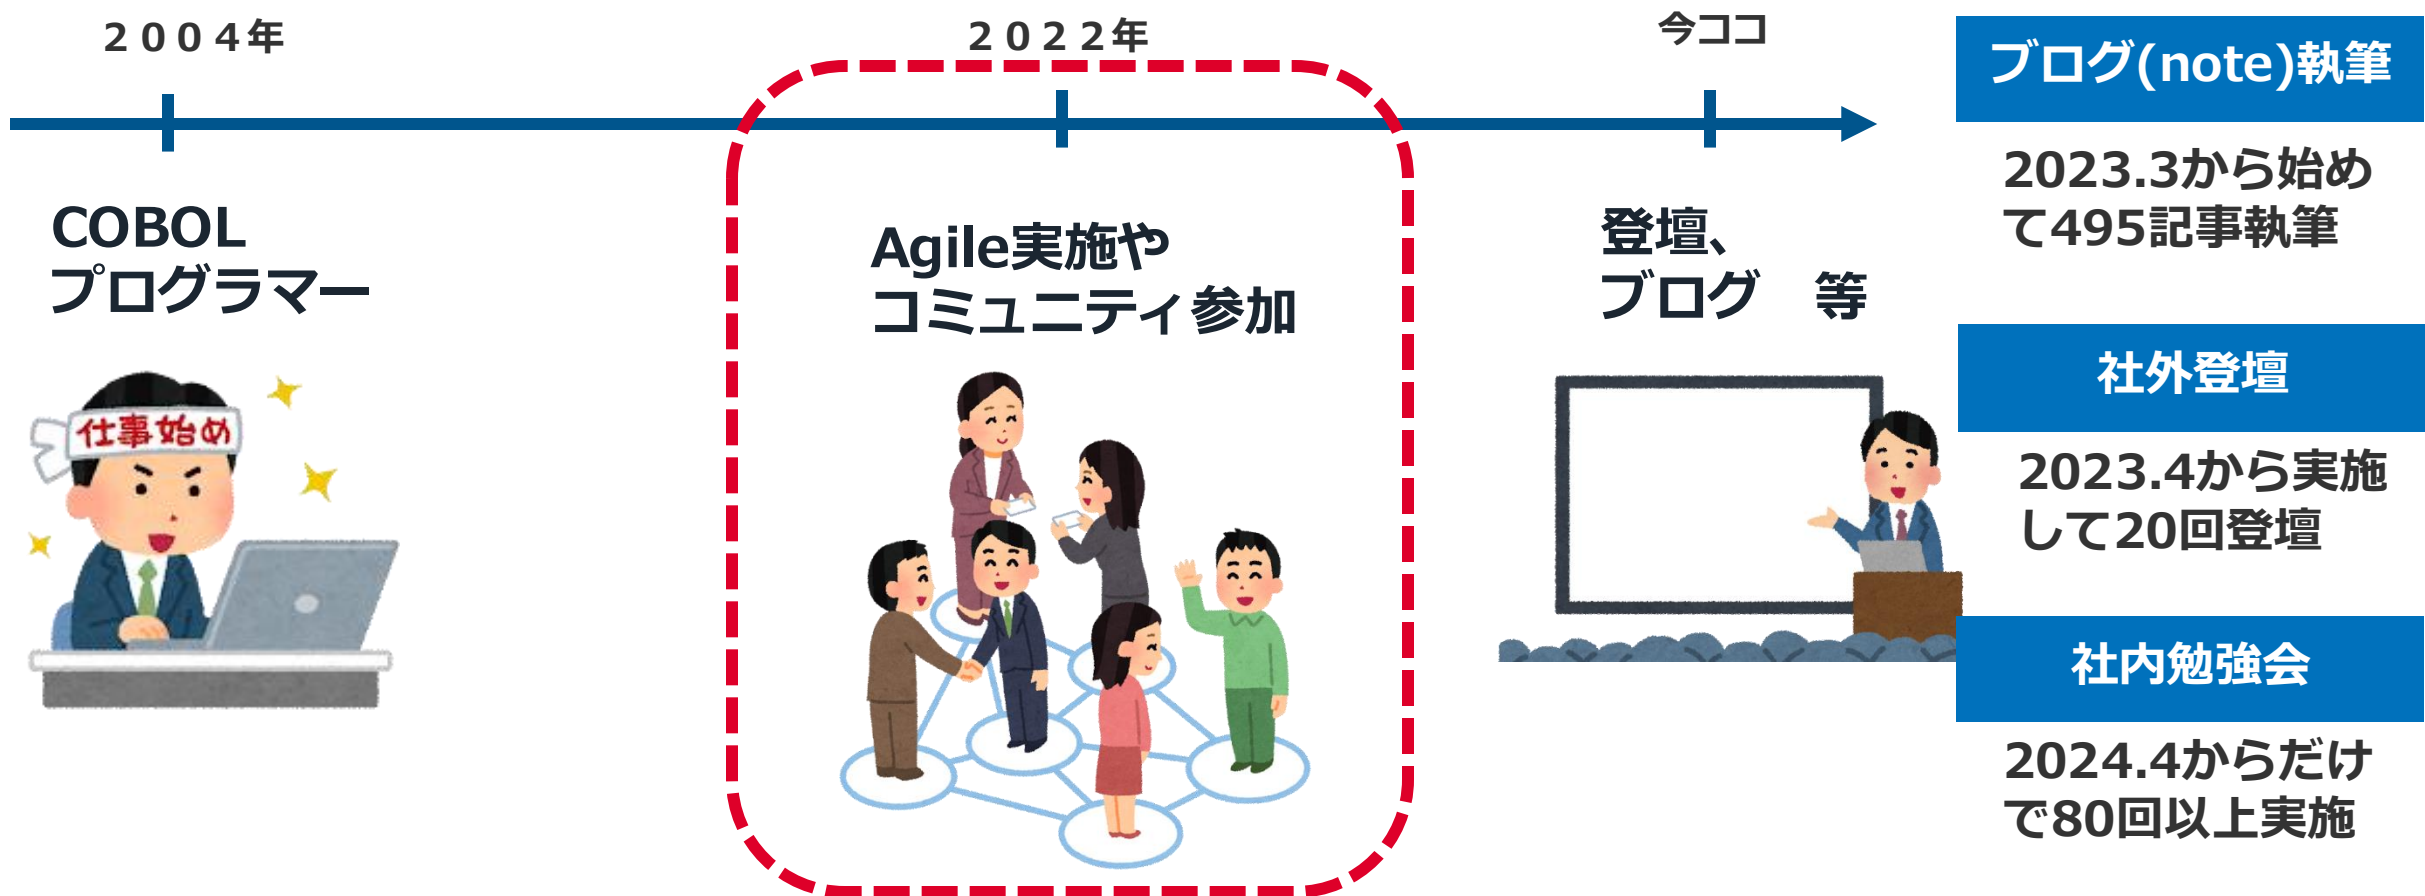 ２００４年
２０２２年
今ココ
COBOL
プログラマー
仕事始め
Agile実施や
コミュニティ参加
登壇、
ブログ　等
ブログ(note)執筆
2023.3から始め
て495記事執筆
社外登壇
2023.4から実施
して20回登壇
社内勉強会
2024.4からだけ
で80回以上実施